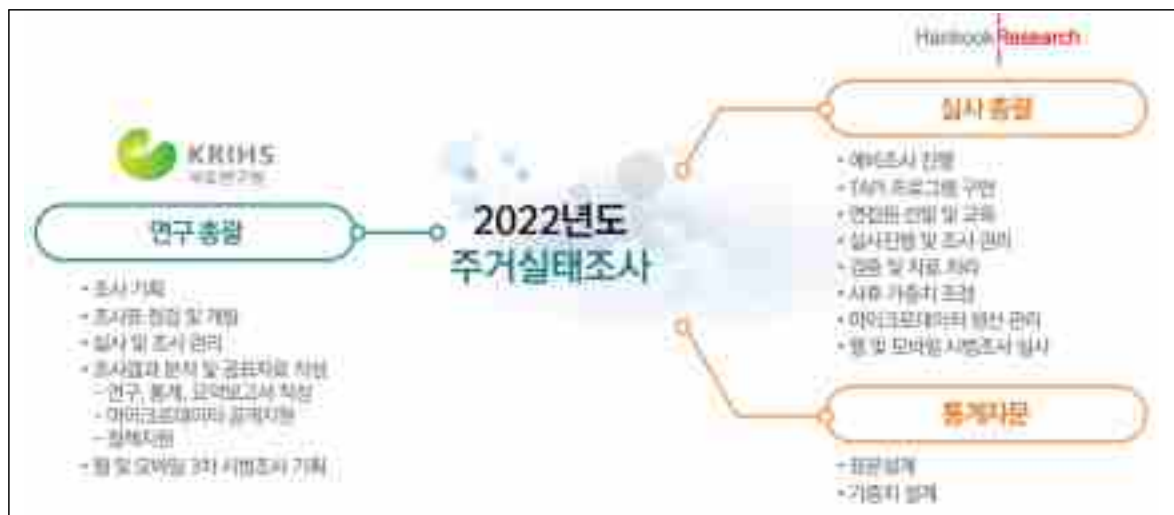 KRIHS
국토연구원
연구 총괄
• 조사 기획
• 조사표 점검 및 개발
• 실사 및 조사 관리
• 조사결과 분석 및 공표자료 작성
– 연구, 통계, 요약보고서 작성
– 마이크로데이터 공개지원
– 정책지원
• 웹 및 모바일 3차 시범조사 기획
2022년도
주거실태조사
Hankook Research
실사 총괄
• 예비조사 진행
• TAPI 프로그램 구현
• 면접원 선발 및 교육
• 실사진행 및 조사 관리
• 검증 및 자료 처리
• 사후 가중치 조정
• 마이크로데이터 생산 관리
• 웹 및 모바일 시범조사 실시
통계자문
• 표본설계
• 가중치 설계